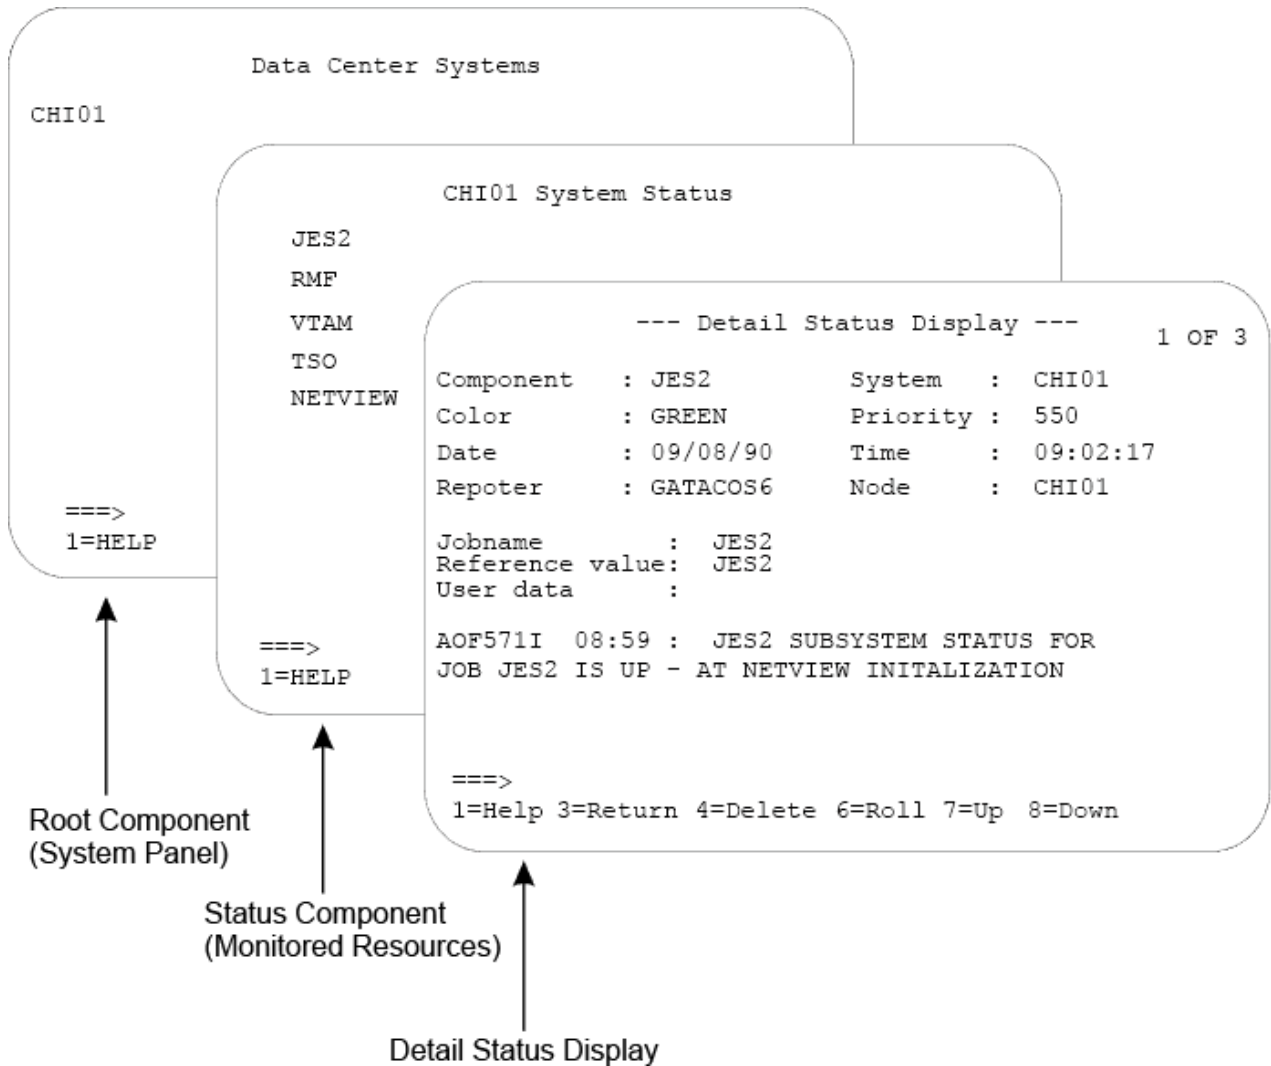 Data Center Systems
CHI01
===>
1=HELP
CHI01 System Status
JES2
RMF
VTAM
TSO
NETVIEW
===>
1=HELP
--- Detail Status Display ---
1 OF 3
Component : JES2 System : CHI01
Color : GREEN Priority : 550
Date : 09/08/90 Time : 09:02:17
Repoter : GATACOS6 Node : CHI01
Jobname : JES2
Reference value: JES2
User data :
AOF571I 08:59 : JES2 SUBSYSTEM STATUS FOR
JOB JES2 IS UP - AT NETVIEW INITALIZATION
===>
1=Help 3=Return 4=Delete 6=Roll 7=Up 8=Down
Root Component
(System Panel)
Status Component
(Monitored Resources)
Detail Status Display